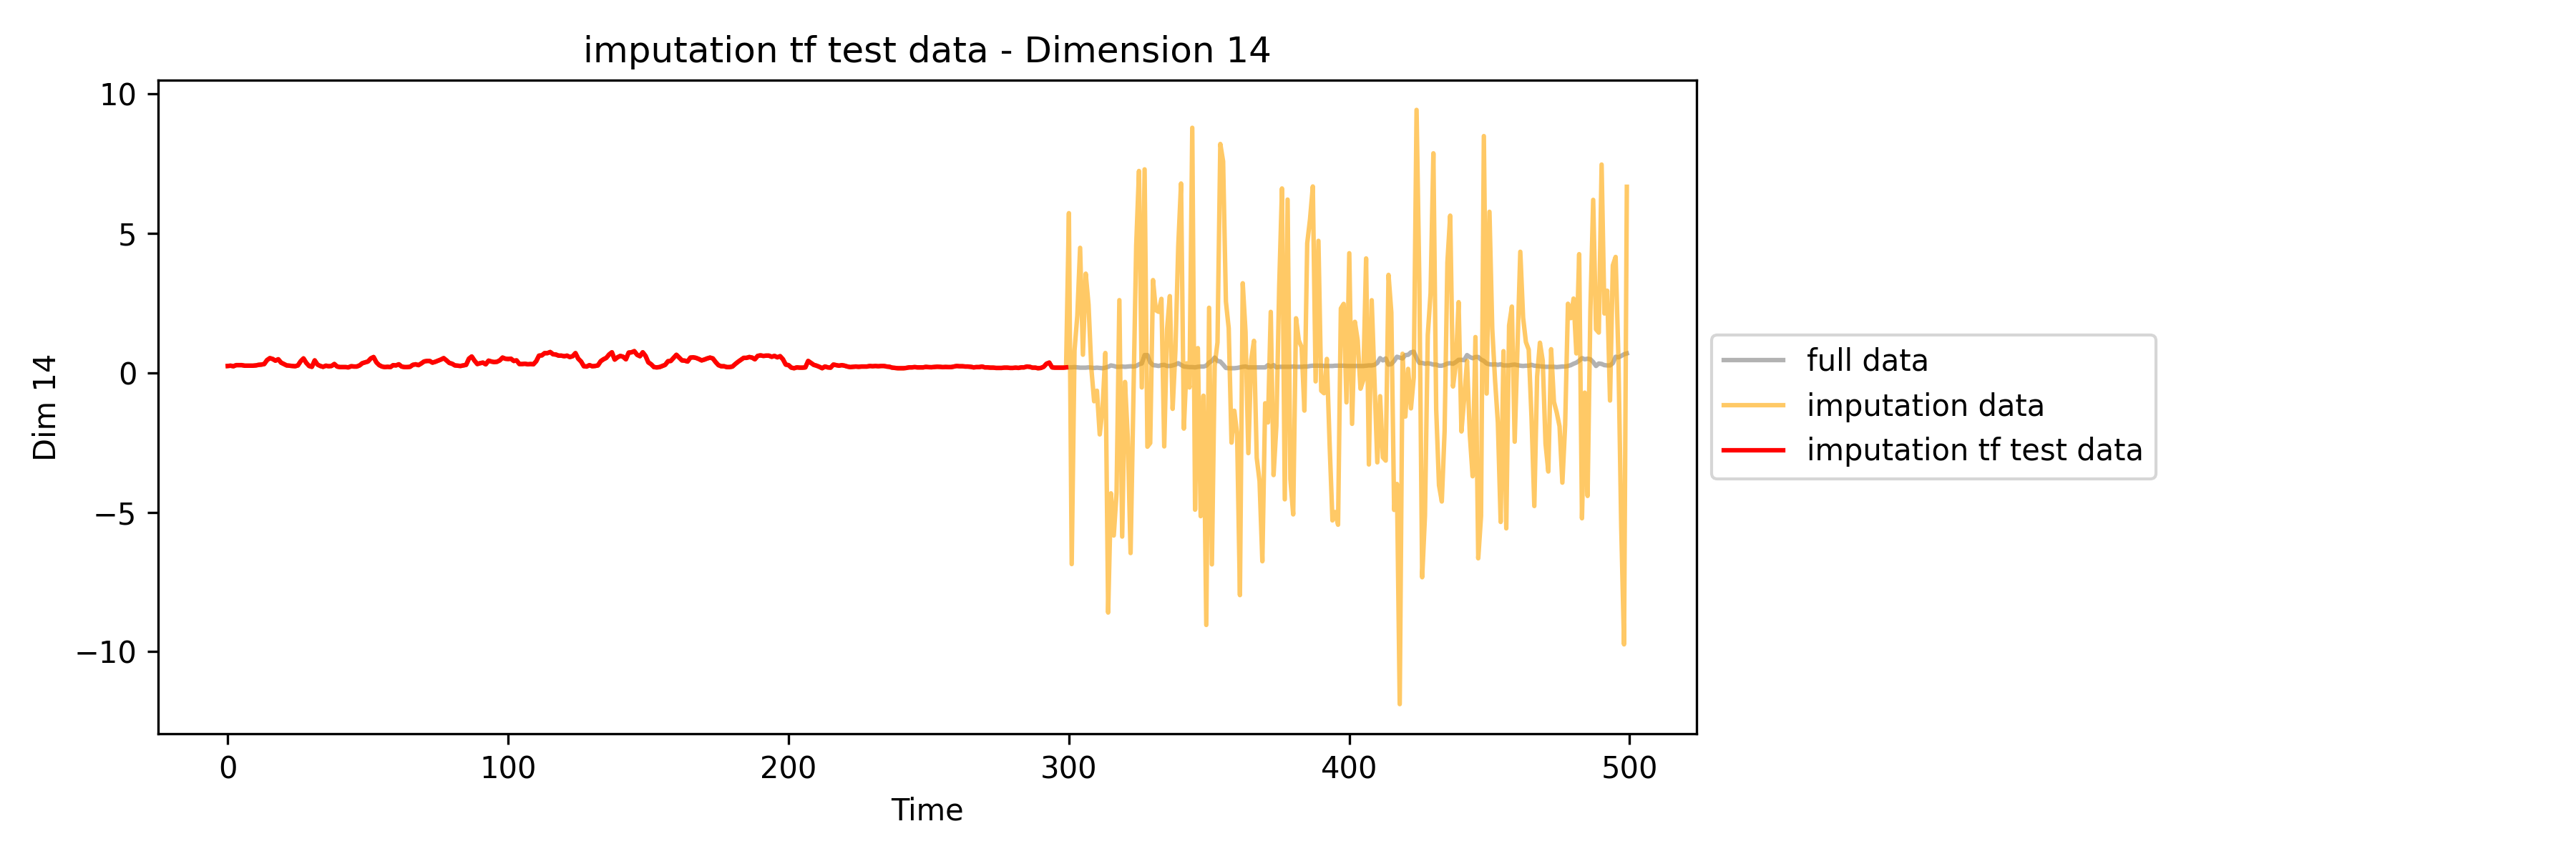 imputation tf test data - Dimension 14
10
5
0
−5
−10
Dim 14
0
100
200
300
400
500
Time
full data
imputation data
imputation tf test data